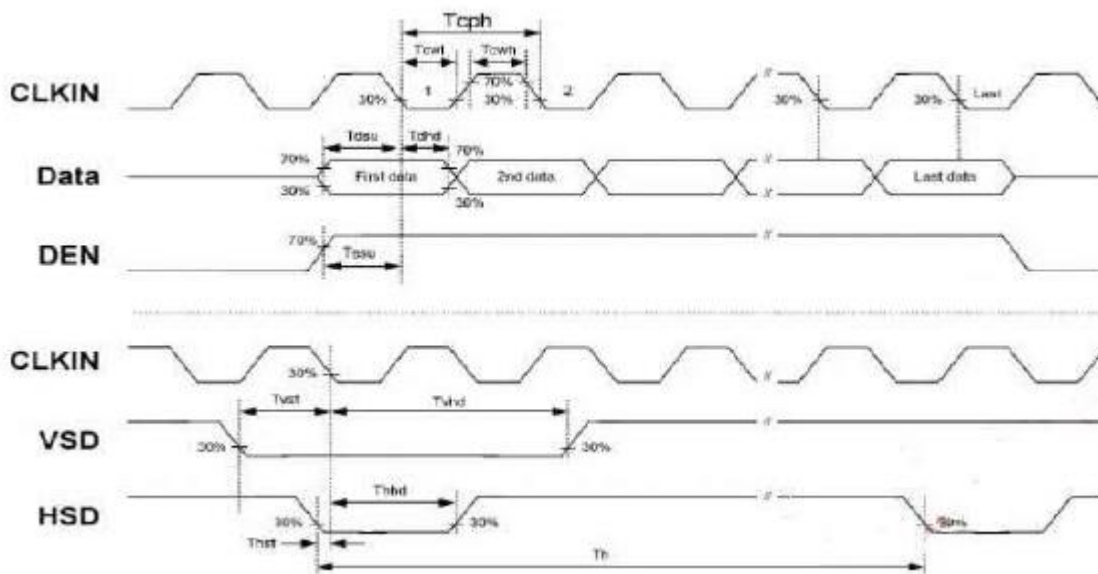 Tcph
Tcwl Tcwh
CLKIN 30% 1 70% 30% 2 30% 30% Last
Tdsu Tdhd
70% 70%
Data First data 2nd data Last data
30% 30%
DEN 70%
Tesu
CLKIN
30%
Tvst Tvhd
VSD 30% 30%
Thhd
HSD 30% 30%
Thst
Th